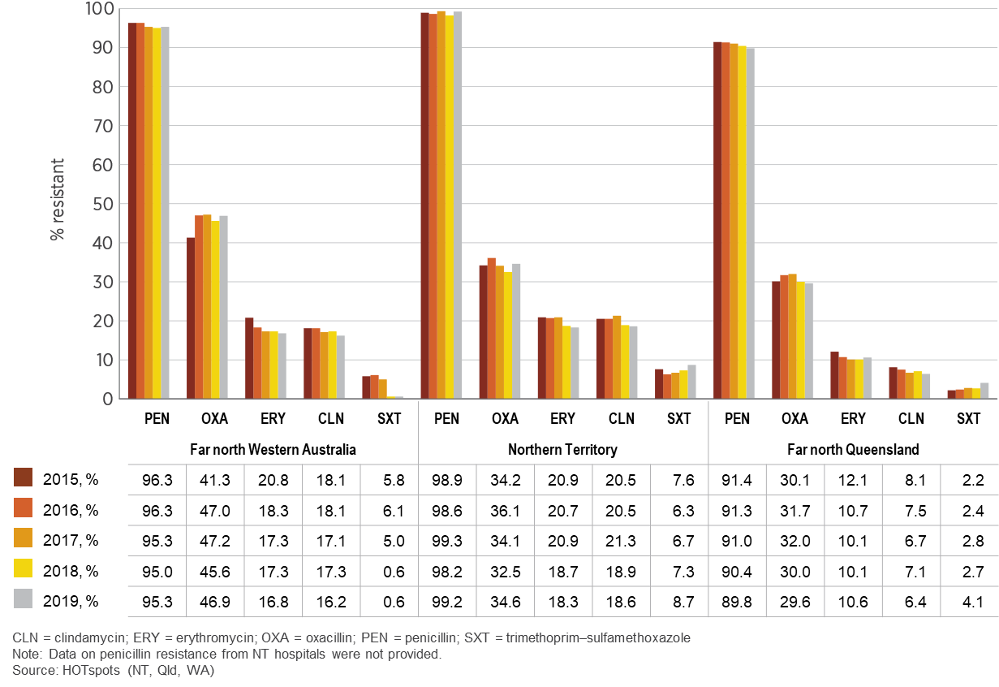 100
90
80
70
60
50
40
30
20
10
0
% resistant
PEN OXA ERY CLN SXT PEN OXA ERY CLN SXT PEN OXA ERY CLN SXT
Far north Western Australia Northern Territory Far north Queensland
2015, % 96.3 41.3 20.8 18.1 5.8 98.9 34.2 20.9 20.5 7.6 91.4 30.1 12.1 8.1 2.2
2016, % 96.3 47.0 18.3 18.1 6.1 98.6 36.1 20.7 20.5 6.3 91.3 31.7 10.7 7.5 2.4
2017, % 95.3 47.2 17.3 17.1 5.0 99.3 34.1 20.9 21.3 6.7 91.0 32.0 10.1 6.7 2.8
2018, % 95.0 45.6 17.3 17.3 0.6 98.2 32.5 18.7 18.9 7.3 90.4 30.0 10.1 7.1 2.7
2019, % 95.3 46.9 16.8 16.2 0.6 99.2 34.6 18.3 18.6 8.7 89.8 29.6 10.6 6.4 4.1
CLN = clindamycin; ERY = erythromycin; OXA = oxacillin; PEN = penicillin; SXT = trimethoprim–sulfamethoxazole
Note: Data on penicillin resistance from NT hospitals were not provided.
Source: HOTspots (NT, Qld, WA)